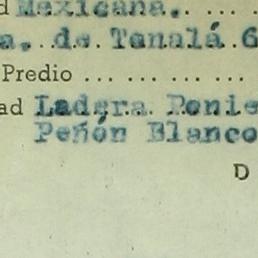 d Mexicana.
a. de Tanalá 6
Predio
ad Ladera Ponie
Peñón Blanco
D